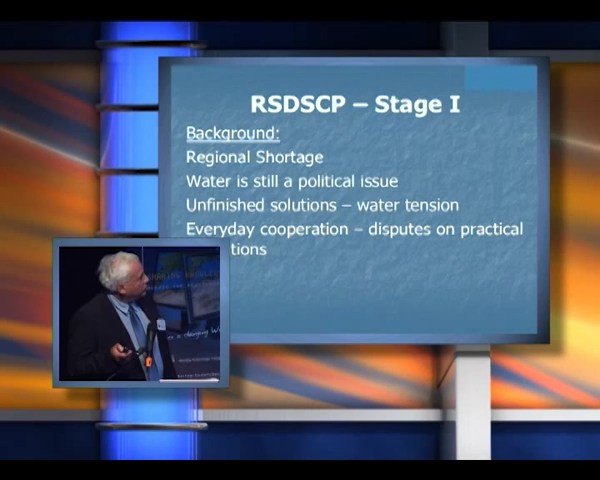 RSDSCP – Stage I
Background:
Regional Shortage
Water is still a political issue
Unfinished solutions – water tension
Everyday cooperation – disputes on practical
tions